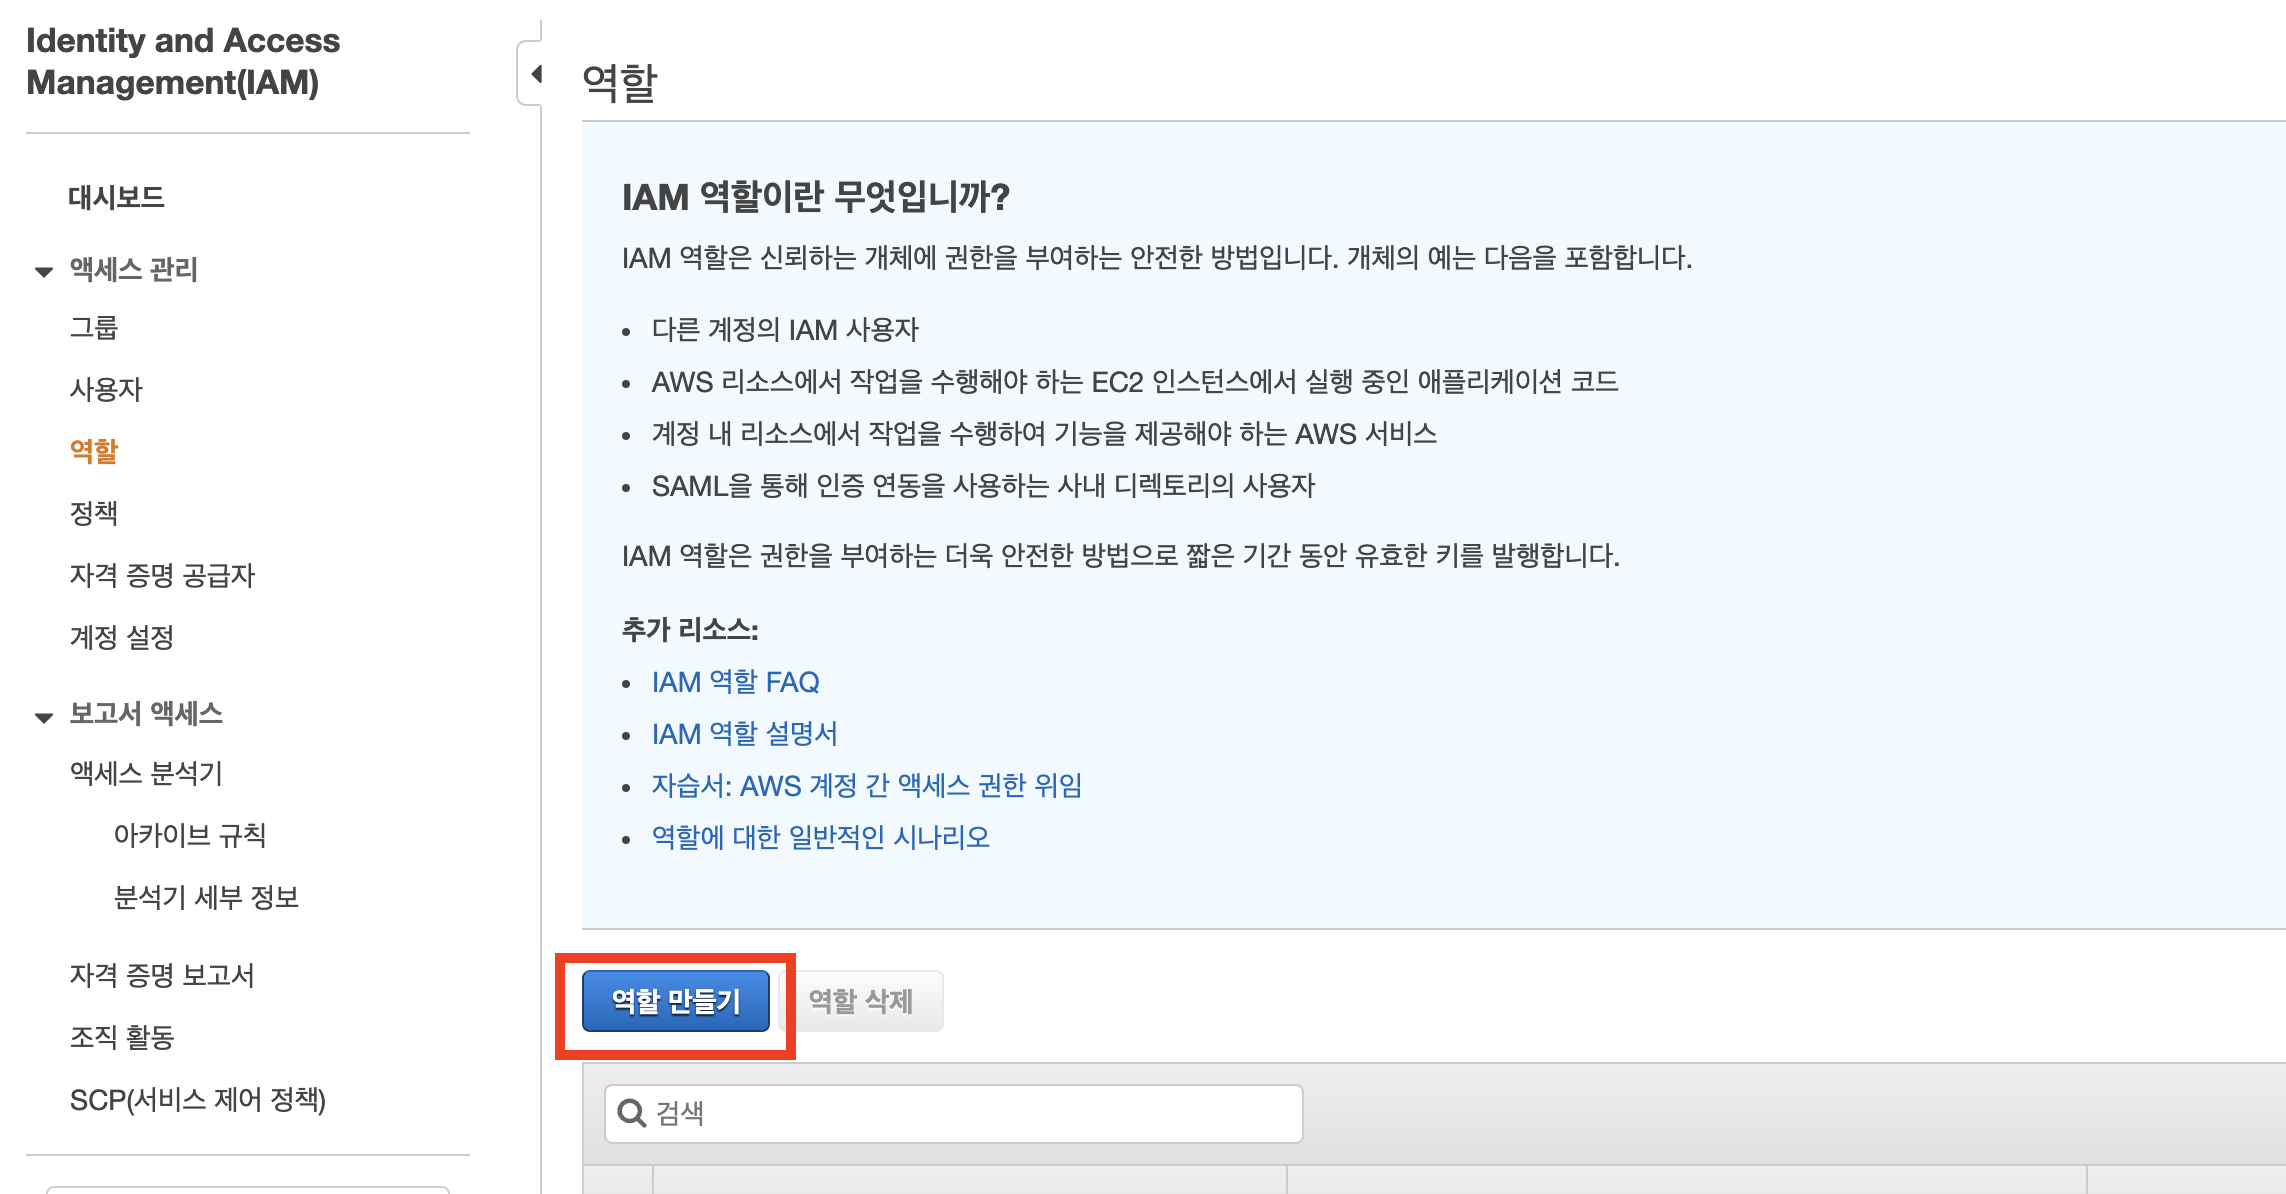 Identity and Access
Management(IAM)
대시보드
액세스 관리
그룹
사용자
역할
정책
자격 증명 공급자
계정 설정
보고서 액세스
액세스 분석기
아카이브 규칙
분석기 세부 정보
자격 증명 보고서
조직 활동
SCP(서비스 제어 정책)
역할
IAM 역할이란 무엇입니까?
IAM 역할은 신뢰하는 개체에 권한을 부여하는 안전한 방법입니다. 개체의 예는 다음을 포함합니다.
• 다른 계정의 IAM 사용자
• AWS 리소스에서 작업을 수행해야 하는 EC2 인스턴스에서 실행 중인 애플리케이션 코드
• 계정 내 리소스에서 작업을 수행하여 기능을 제공해야 하는 AWS 서비스
• SAML을 통해 인증 연동을 사용하는 사내 디렉토리의 사용자
IAM 역할은 권한을 부여하는 더욱 안전한 방법으로 짧은 기간 동안 유효한 키를 발행합니다.
추가 리소스:
• IAM 역할 FAQ
• IAM 역할 설명서
• 자습서: AWS 계정 간 액세스 권한 위임
• 역할에 대한 일반적인 시나리오
역할 만들기
역할 삭제
검색